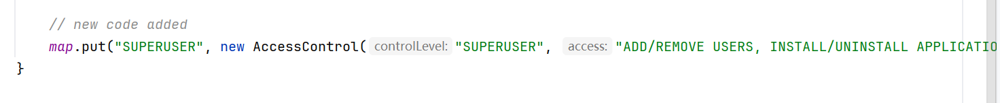 // new code added
map.put("SUPERUSER", new AccessControl( controlLevel: "SUPERUSER", access: "ADD/REMOVE USERS, INSTALL/UNINSTALL APPLICATIO
}